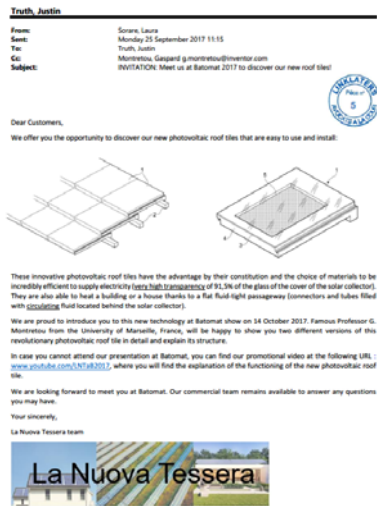 Truth, Justin
From: Sorare, Laura
Sent: Monday 25 September 2017 11:15
To: Truth, Justin
Cc: Montretou, Gaspard g.montretou@inventor.com
Subject: INVITATION: Meet us at Batomat 2017 to discover our new roof tiles!
LINKLATERS
Pièce n°
5
Dear Customers,
We offer you the opportunity to discover our new photovoltaic roof tiles that are easy to use and install:
These innovative photovoltaic roof tiles have the advantage by their constitution and the choice of materials to be
incredibly efficient to supply electricity (very high transparency of 91,5% of the glass of the cover of the solar collector).
They are also able to heat a building or a house thanks to a flat fluid-tight passageway (connectors and tubes filled
with circulating fluid located behind the solar collector).
We are proud to introduce you to this new technology at Batomat show on 14 October 2017. Famous Professor G.
Montretou from the University of Marseille, France, will be happy to show you two different versions of this
revolutionary photovoltaic roof tile in detail and explain its structure.
In case you cannot attend our presentation at Batomat, you can find our promotional video at the following URL :
www.youtube.com/LNTaB2017, where you will find the explanation of the functioning of the new photovoltaic roof
tile.
We are looking forward to meet you at Batomat. Our commercial team remains available to answer any questions
you may have.
Your sincerely,
La Nuova Tessera team
La Nuova Tessera